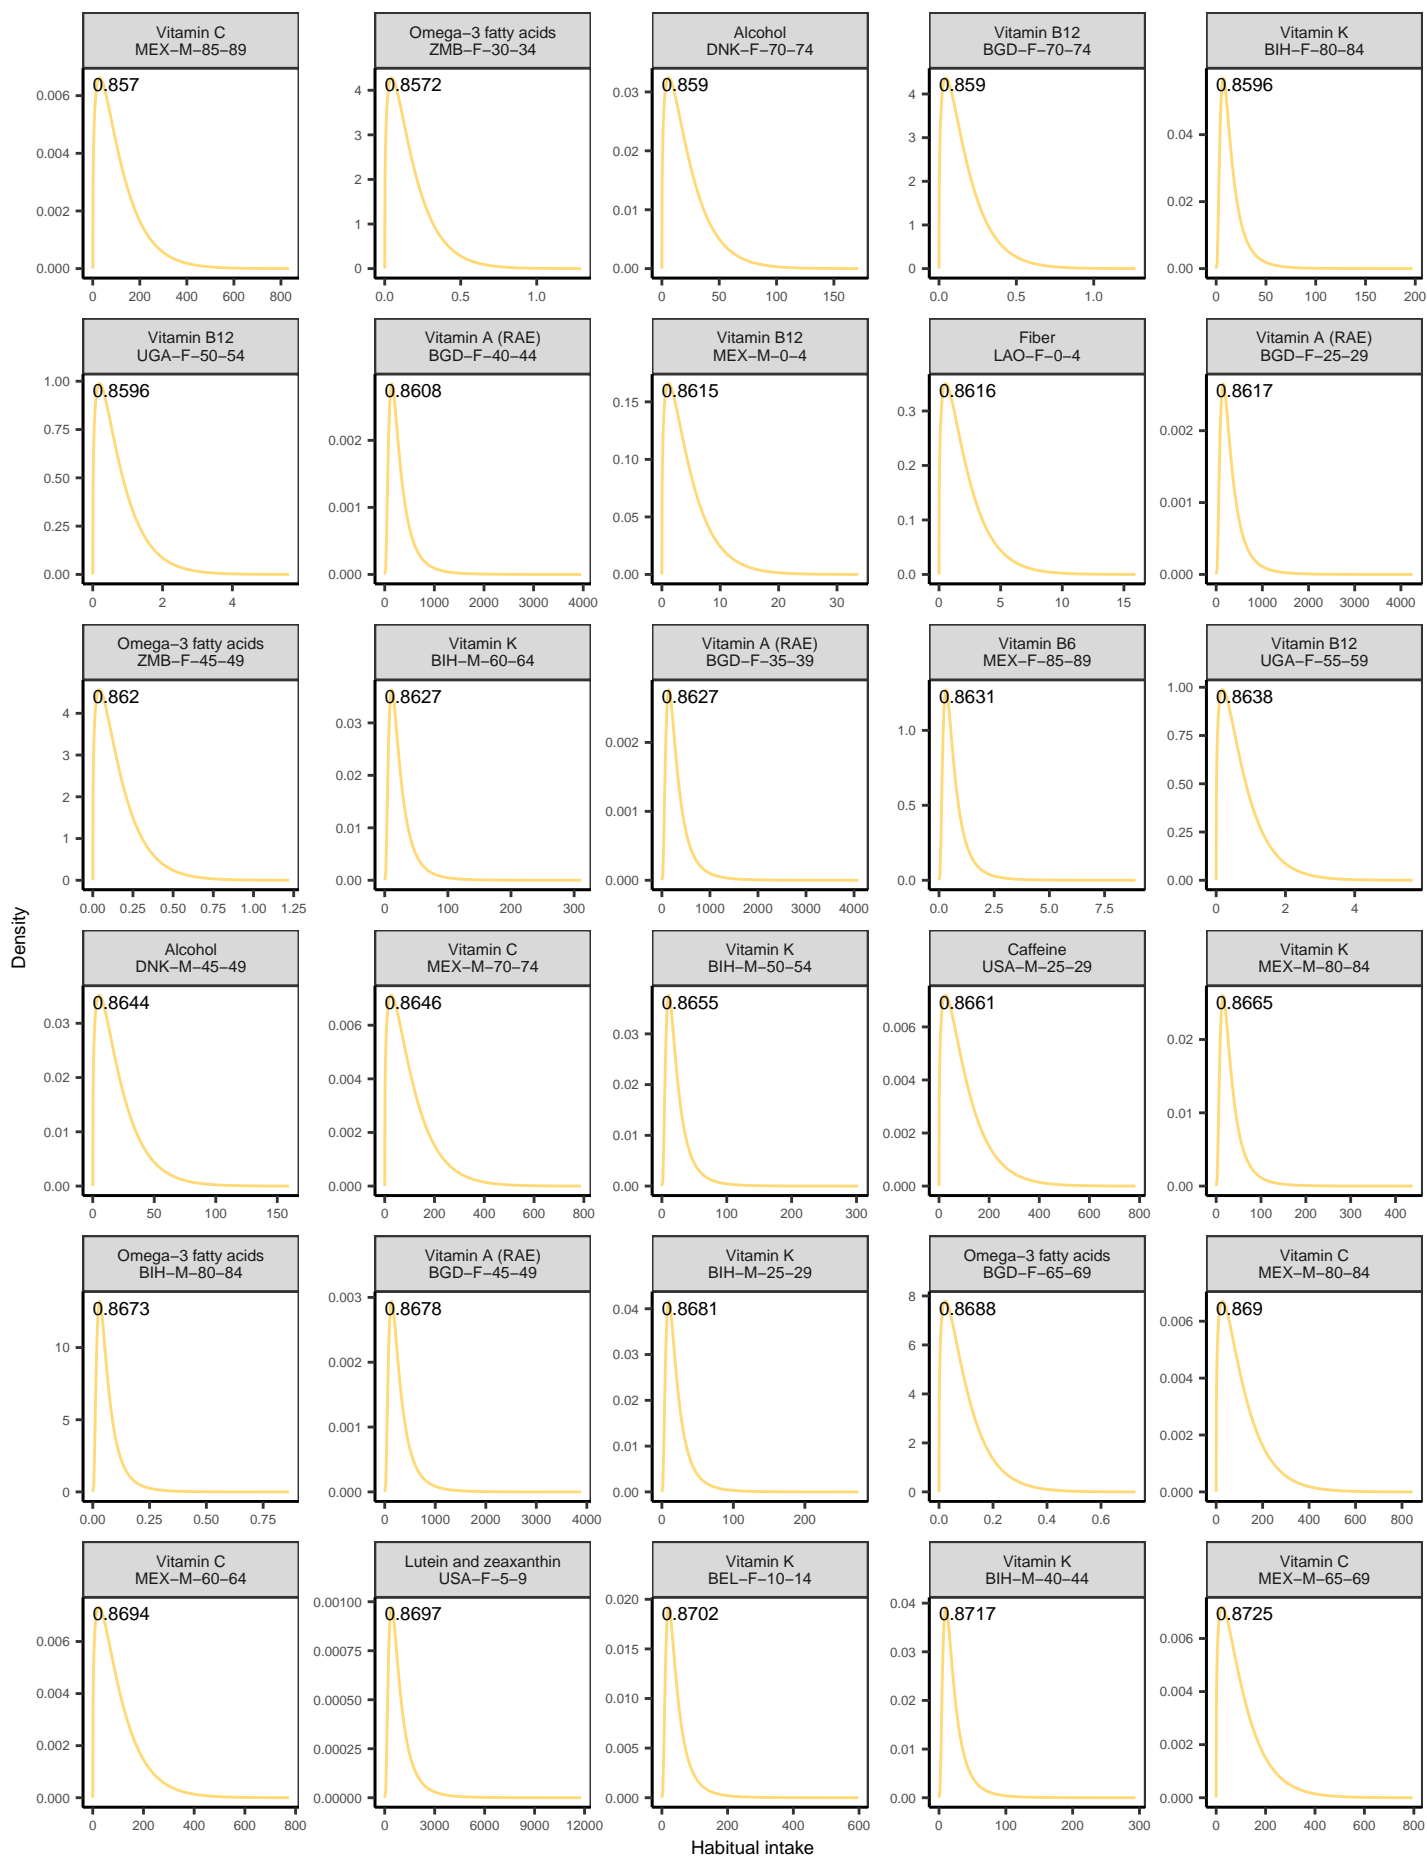 Vitamin C
MEX−M−85−89
0.857
0.006
0.004
0.002
0.000
0 200 400 600 800
Omega−3 fatty acids
ZMB−F−30−34
0.8572
4
3
2
1
0
0.0 0.5 1.0
Alcohol
DNK−F−70−74
0.859
0.03
0.02
0.01
0.00
0 50 100 150
Vitamin B12
BGD−F−70−74
0.859
4
3
2
1
0
0.0 0.5 1.0
Vitamin K
BIH−F−80−84
0.8596
0.04
0.02
0.00
0 50 100 150 200
Vitamin B12
UGA−F−50−54
0.8596
1.00
0.75
0.50
0.25
0.00
0 2 4
Vitamin A (RAE)
BGD−F−40−44
0.8608
0.002
0.001
0.000
0 1000 2000 3000 4000
Vitamin B12
MEX−M−0−4
0.8615
0.15
0.10
0.05
0.00
0 10 20 30
Fiber
LAO−F−0−4
0.8616
0.3
0.2
0.1
0.0
0 5 10 15
Vitamin A (RAE)
BGD−F−25−29
0.8617
0.002
0.001
0.000
0 1000 2000 3000 4000
Omega−3 fatty acids
ZMB−F−45−49
0.862
4
3
2
1
0
0.00 0.25 0.50 0.75 1.00 1.25
Vitamin K
BIH−M−60−64
0.8627
0.03
0.02
0.01
0.00
0 100 200 300
Vitamin A (RAE)
BGD−F−35−39
0.8627
0.002
0.001
0.000
0 1000 2000 3000 4000
Vitamin B6
MEX−F−85−89
0.8631
1.0
0.5
0.0
0.0 2.5 5.0 7.5
Vitamin B12
UGA−F−55−59
0.8638
1.00
0.75
0.50
0.25
0.00
0 2 4
Density
Alcohol
DNK−M−45−49
0.8644
0.03
0.02
0.01
0.00
0 50 100 150
Vitamin C
MEX−M−70−74
0.8646
0.006
0.004
0.002
0.000
0 200 400 600 800
Vitamin K
BIH−M−50−54
0.8655
0.03
0.02
0.01
0.00
0 100 200 300
Caffeine
USA−M−25−29
0.8661
0.006
0.004
0.002
0.000
0 200 400 600 800
Vitamin K
MEX−M−80−84
0.8665
0.02
0.01
0.00
0 100 200 300 400
Omega−3 fatty acids
BIH−M−80−84
0.8673
10
5
0
0.00 0.25 0.50 0.75
Vitamin A (RAE)
BGD−F−45−49
0.8678
0.003
0.002
0.001
0.000
0 1000 2000 3000 4000
Vitamin K
BIH−M−25−29
0.8681
0.04
0.03
0.02
0.01
0.00
0 100 200
Omega−3 fatty acids
BGD−F−65−69
0.8688
8
6
4
2
0
0.0 0.2 0.4 0.6
Vitamin C
MEX−M−80−84
0.869
0.006
0.004
0.002
0.000
0 200 400 600 800
Vitamin C
MEX−M−60−64
0.8694
0.006
0.004
0.002
0.000
0 200 400 600 800
Lutein and zeaxanthin
USA−F−5−9
0.8697
0.00100
0.00075
0.00050
0.00025
0.00000
0 3000 6000 9000 12000
Vitamin K
BEL−F−10−14
0.8702
0.020
0.015
0.010
0.005
0.000
0 200 400 600
Vitamin K
BIH−M−40−44
0.8717
0.04
0.03
0.02
0.01
0.00
0 100 200 300
Vitamin C
MEX−M−65−69
0.8725
0.006
0.004
0.002
0.000
0 200 400 600 800
Habitual intake